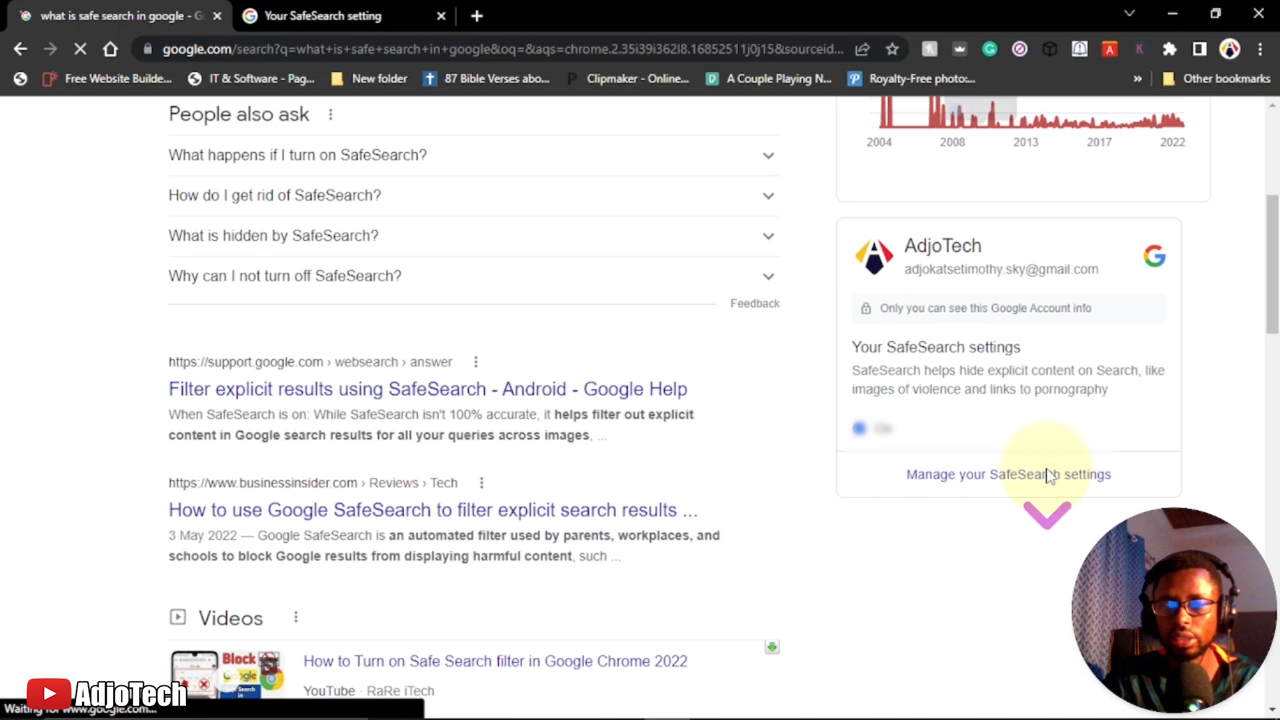 what is safe search in google - G
Your SafeSearch setting
google.com/search?q=what+is+safe+search+in+google&oq=&aqs=chrome.2.35i39i362l8.16852511j0j15&sourceid...
Free Website Builde...
IT & Software - Pag...
New folder
87 Bible Verses abo...
Clipmaker - Online...
A Couple Playing N...
Royalty-Free photo:...
»
Other bookmarks
People also ask
What happens if I turn on SafeSearch?
How do I get rid of SafeSearch?
What is hidden by SafeSearch?
Why can I not turn off SafeSearch?
Feedback
https://support.google.com › websearch › answer
Filter explicit results using SafeSearch - Android - Google Help
When SafeSearch is on: While SafeSearch isn't 100% accurate, it helps filter out explicit
content in Google search results for all your queries across images, ...
https://www.businessinsider.com › Reviews › Tech
How to use Google SafeSearch to filter explicit search results ...
3 May 2022 — Google SafeSearch is an automated filter used by parents, workplaces, and
schools to block Google results from displaying harmful content, such ...
Videos
How to Turn on Safe Search filter in Google Chrome 2022
YouTube · RaRe iTech
Block
Google
2004 2008 2013 2017 2022
AdjoTech
adjokatsetimothy.sky@gmail.com
Only you can see this Google Account info
Your SafeSearch settings
SafeSearch helps hide explicit content on Search, like
images of violence and links to pornography
Manage your SafeSearch settings
AdjoTech
Waiting for www.google.com...